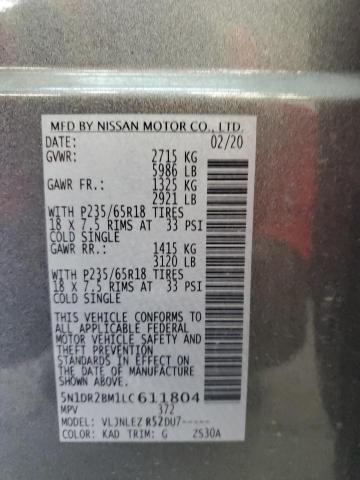 MFD BY NISSAN MOTOR CO., LTD.
DATE: 02/20
GVWR: 2715 KG
5986 LB
GAWR FR.: 1325 KG
2921 LB
WITH P235/65R18 TIRES
18 X 7.5 RIMS AT 33 PSI
COLD SINGLE
GAWR RR.: 1415 KG
3120 LB
WITH P235/65R18 TIRES
18 X 7.5 RIMS AT 33 PSI
COLD SINGLE
THIS VEHICLE CONFORMS TO
ALL APPLICABLE FEDERAL
MOTOR VEHICLE SAFETY AND
THEFT PREVENTION
STANDARDS IN EFFECT ON
THE DATE OF MANUFACTURE
SHOWN ABOVE.
5N1DR2BM1LC611804
MPV 372
MODEL: VLJNLEZ R52DU7-----
COLOR: KAD TRIM: G ZS30A